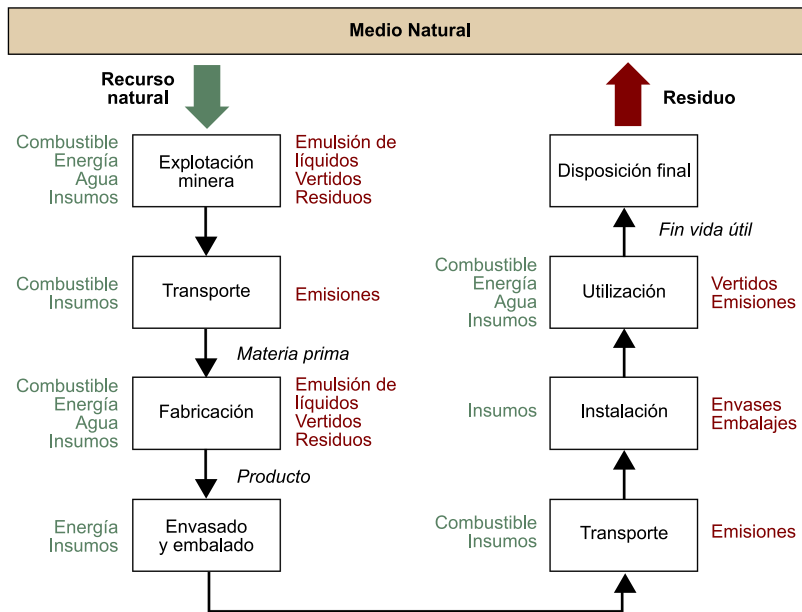 Medio Natural
Recurso
natural
Combustible
Energía
Agua
Insumos
Explotación
minera
Emulsión de
líquidos
Vertidos
Residuos
Combustible
Insumos
Transporte
Emisiones
Materia prima
Combustible
Energía
Agua
Insumos
Fabricación
Emulsión de
líquidos
Vertidos
Residuos
Producto
Energía
Insumos
Envasado
y embalado
Combustible
Insumos
Transporte
Emisiones
Insumos
Instalación
Envases
Embalajes
Combustible
Energía
Agua
Insumos
Utilización
Vertidos
Emisiones
Fin vida útil
Disposición final
Residuo